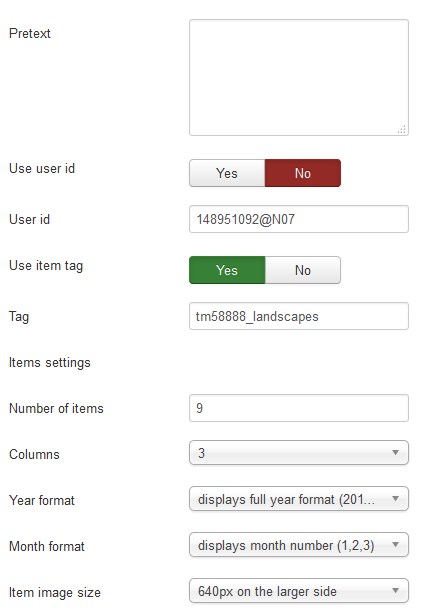 Pretext
Use user id Yes No
User id 148951092@N07
Use item tag Yes No
Tag tm58888_landscapes
Items settings
Number of items 9
Columns 3
Year format displays full year format (201...
Month format displays month number (1,2,3)
Item image size 640px on the larger side